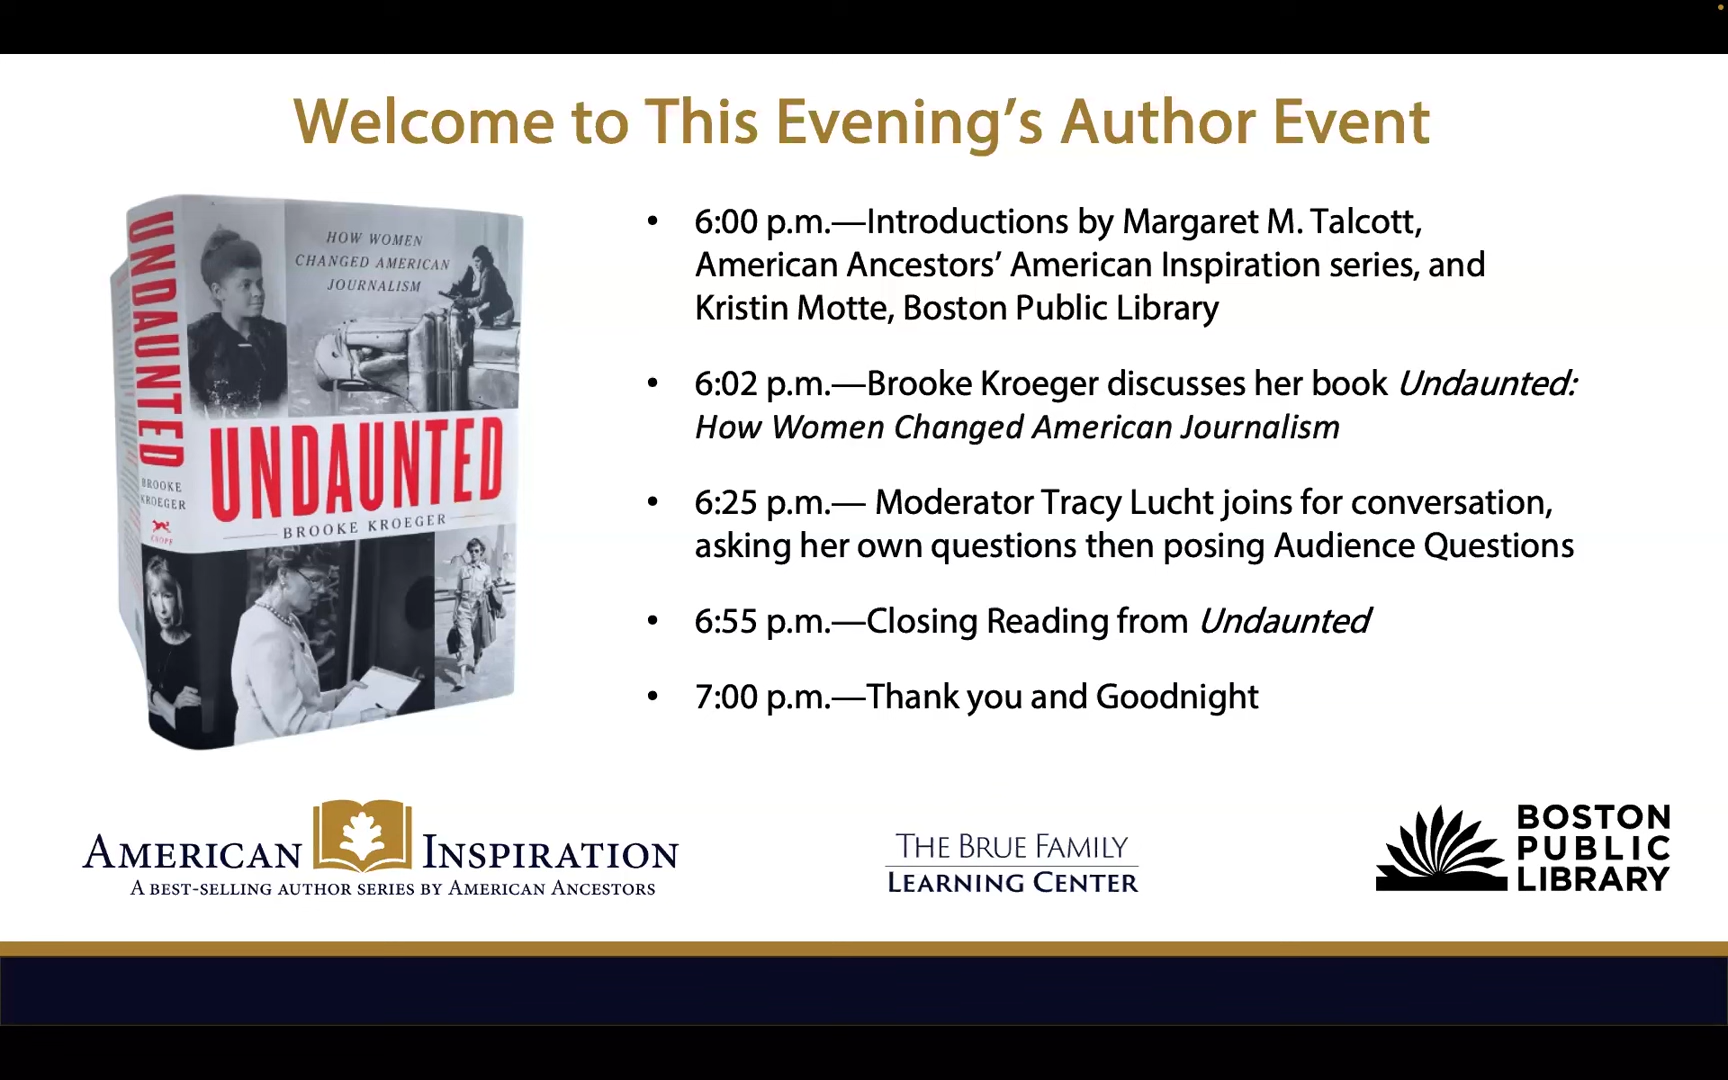 Welcome to This Evening’s Author Event
UNDAUNTED
BROOKE
KROEGER
KNOPF
HOW WOMEN
CHANGED AMERICAN
JOURNALISM
UNDAUNTED
BROOKE KROEGER
• 6:00 p.m.—Introductions by Margaret M. Talcott,
American Ancestors’ American Inspiration series, and
Kristin Motte, Boston Public Library
• 6:02 p.m.—Brooke Kroeger discusses her book Undaunted:
How Women Changed American Journalism
• 6:25 p.m.— Moderator Tracy Lucht joins for conversation,
asking her own questions then posing Audience Questions
• 6:55 p.m.—Closing Reading from Undaunted
• 7:00 p.m.—Thank you and Goodnight
AMERICAN INSPIRATION
A BEST-SELLING AUTHOR SERIES BY AMERICAN ANCESTORS
THE BRUE FAMILY
LEARNING CENTER
BOSTON
PUBLIC
LIBRARY